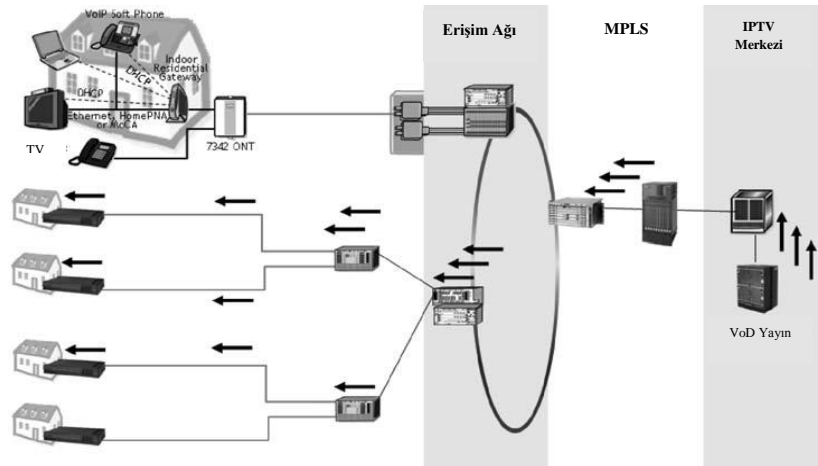 VoIP Soft Phone
Indoor
Residential
Gateway
DHCP
DHCP
Ethernet, HomePNA
or MoCA
TV :
7342 ONT
Erişim Ağı
MPLS
IPTV
Merkezi
VoD Yayın